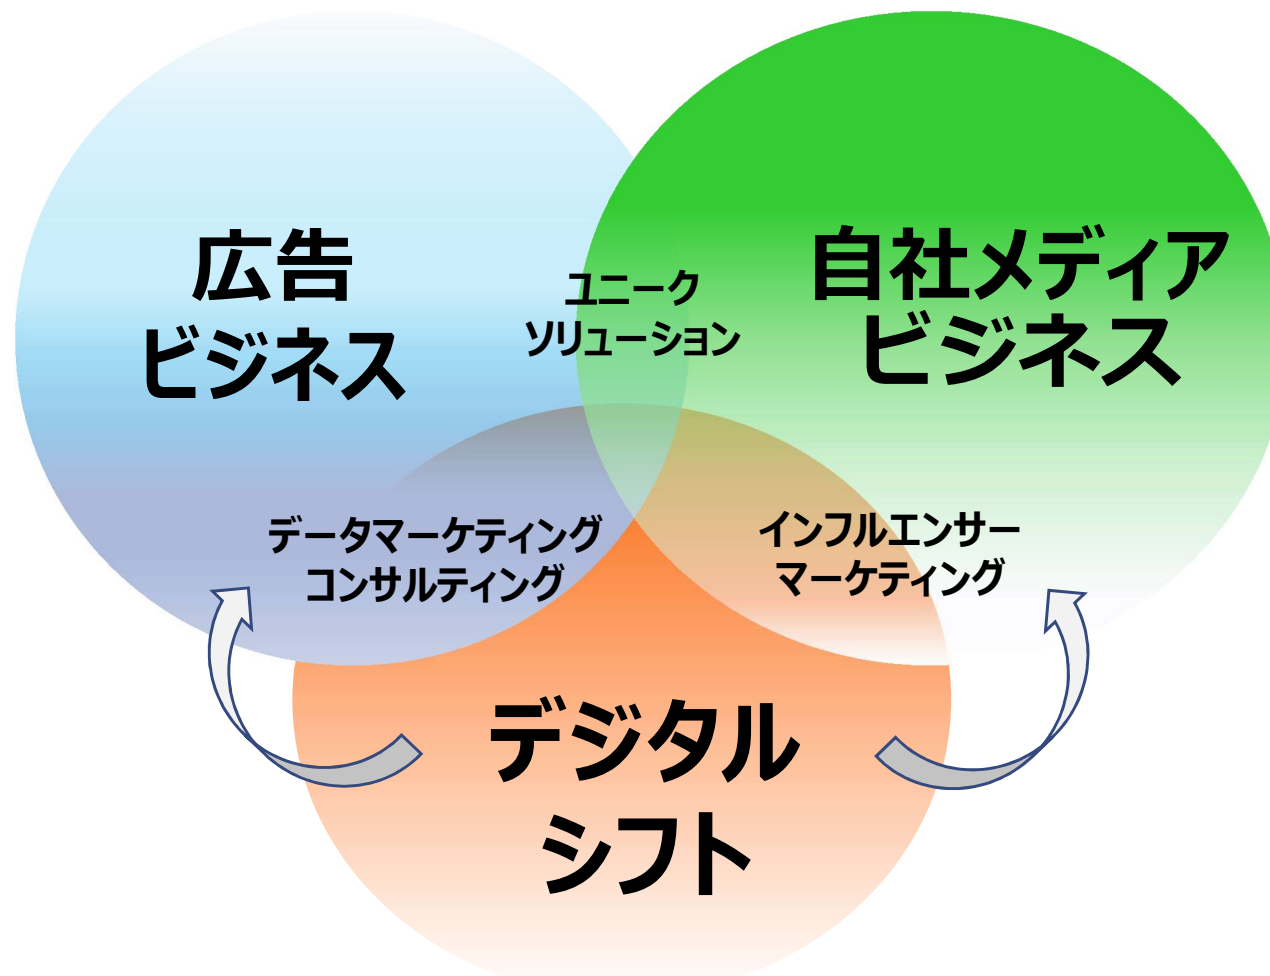 広告
ビジネス
ユニーク
ソリューション
自社メディア
ビジネス
データマーケティング
コンサルティング
インフルエンサー
マーケティング
デジタル
シフト